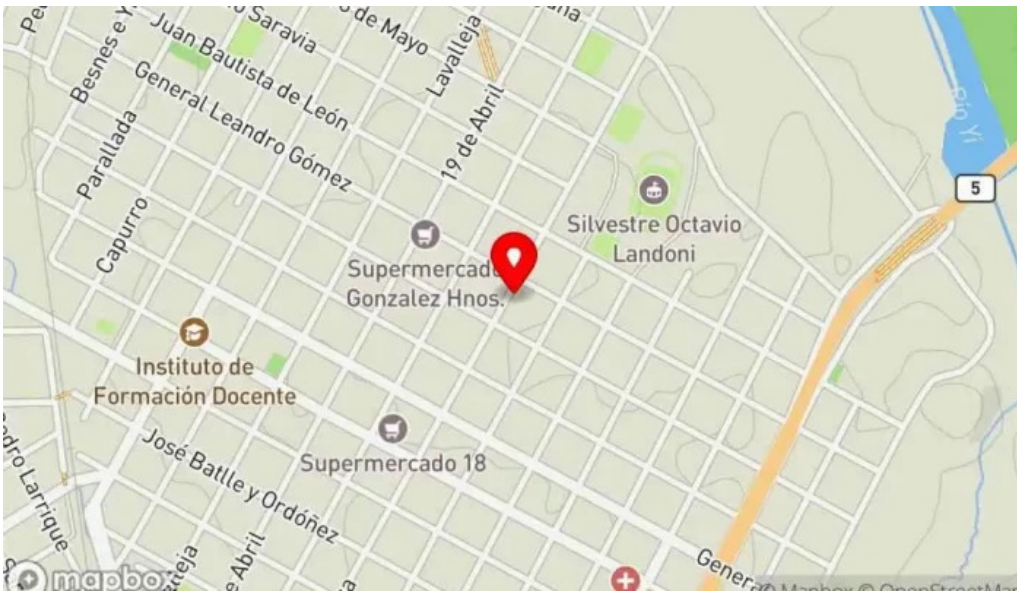 Saravia
de Mayo
Juan Bautista de León
Lavalleja
Besnes e
General Leandro Gómez
19 de Abril
Río Yí
5
Parallada
Silvestre Octavio
Landoni
Capurro
Supermercado
Gonzalez Hnos.
Instituto de
Formación Docente
Supermercado 18
José Batlle y Ordóñez
Larrique
Abril
mapbox
© Mapbox © OpenStreetMap